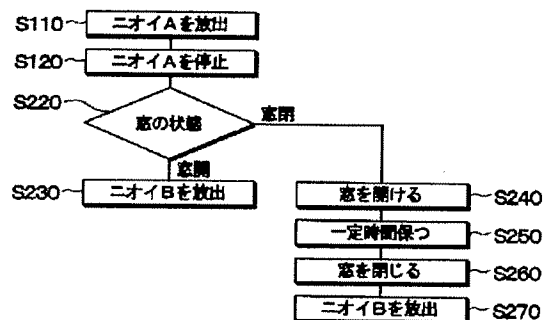 S110 ニオイAを放出
S120 ニオイAを停止
S220 窓の状態
窓閉
窓開
S230 ニオイBを放出
窓を開ける S240
一定時間保つ S250
窓を閉じる S260
ニオイBを放出 S270